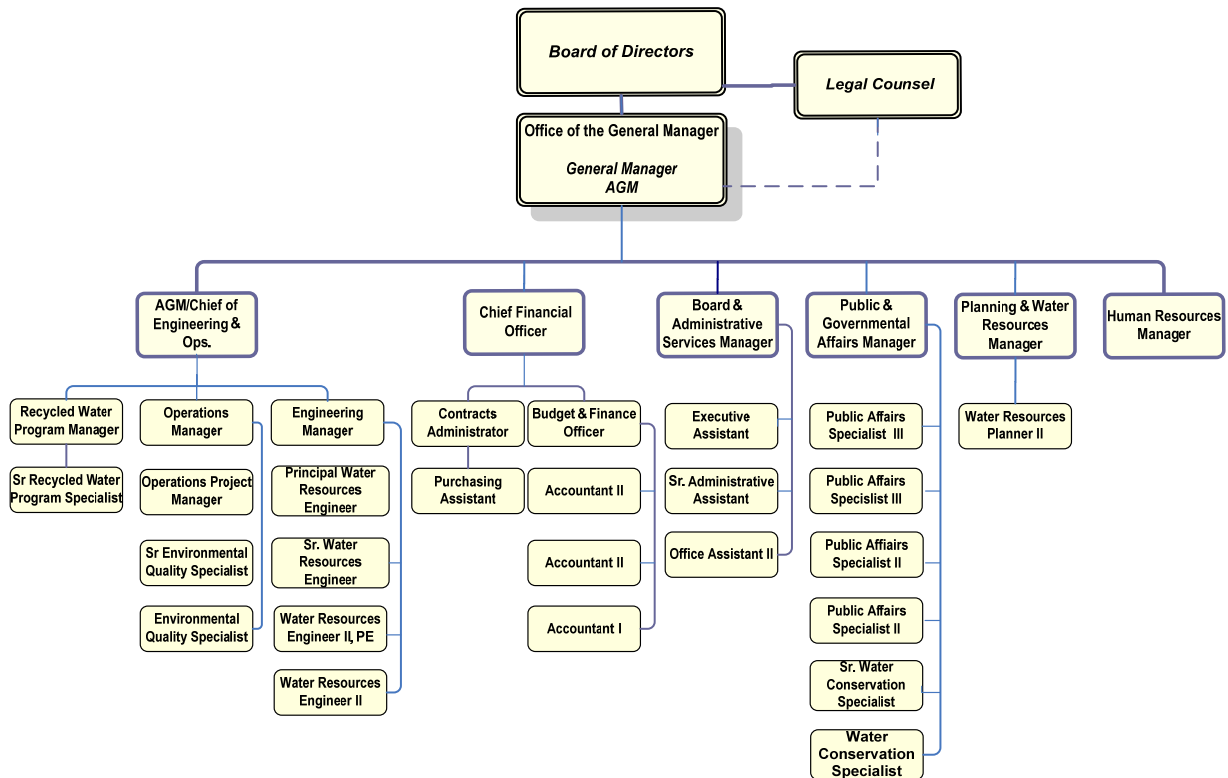 Board of Directors
Legal Counsel
Office of the General Manager
General Manager
AGM
AGM/Chief of
Engineering &
Ops.
Chief Financial
Officer
Board &
Administrative
Services Manager
Public &
Governmental
Affairs Manager
Planning & Water
Resources
Manager
Human Resources
Manager
Recycled Water
Program Manager
Operations
Manager
Engineering
Manager
Contracts
Administrator
Budget & Finance
Officer
Executive
Assistant
Public Affairs
Specialist III
Water Resources
Planner II
Sr Recycled Water
Program Specialist
Operations Project
Manager
Principal Water
Resources
Engineer
Purchasing
Assistant
Accountant II
Sr. Administrative
Assistant
Public Affairs
Specislist III
Sr Environmental
Quality Specialist
Sr. Water
Resources
Engineer
Accountant II
Office Assistant II
Public Affiairs
Specialist II
Environmental
Quality Specialist
Water Resources
Engineer II, PE
Accountant I
Public Affairs
Specialist II
Water Resources
Engineer II
Sr. Water
Conservation
Specialist
Water
Conservation
Specialist